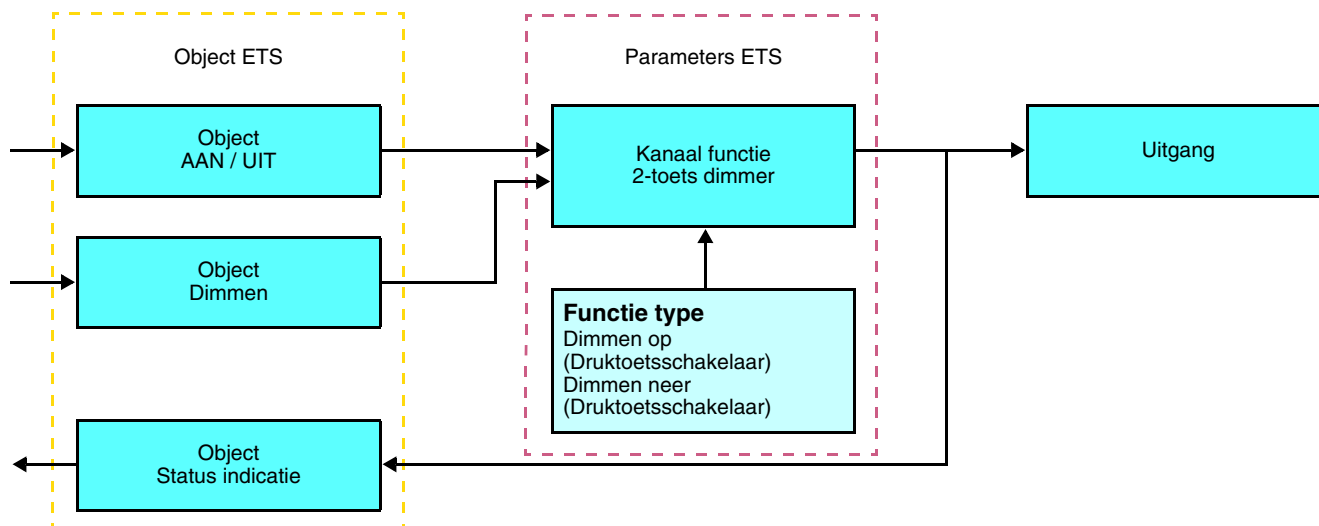 Object ETS
Parameters ETS
Object
AAN / UIT
Kanaal functie
2-toets dimmer
Uitgang
Object
Dimmen
Functie type
Dimmen op
(Druktoetsschakelaar)
Dimmen neer
(Druktoetsschakelaar)
Object
Status indicatie